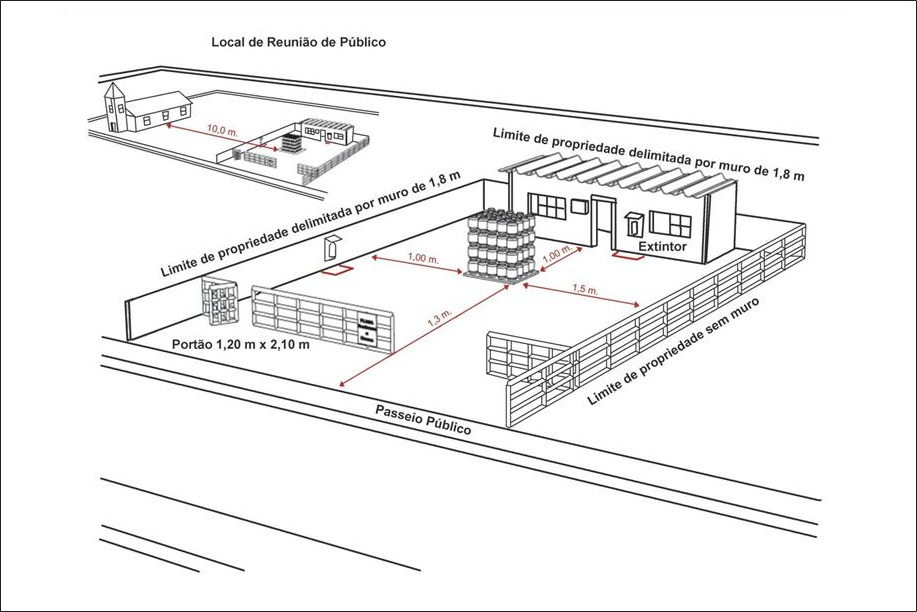 Local de Reunião de Público
10,0 m.
Limite de propriedade delimitada por muro de 1,8 m
Limite de propriedade delimitada por muro de 1,8 m
Extintor
1,00 m.
1,00 m.
1,5 m.
1,3 m.
Portão 1,20 m x 2,10 m
Limite de propriedade sem muro
Passeio Público